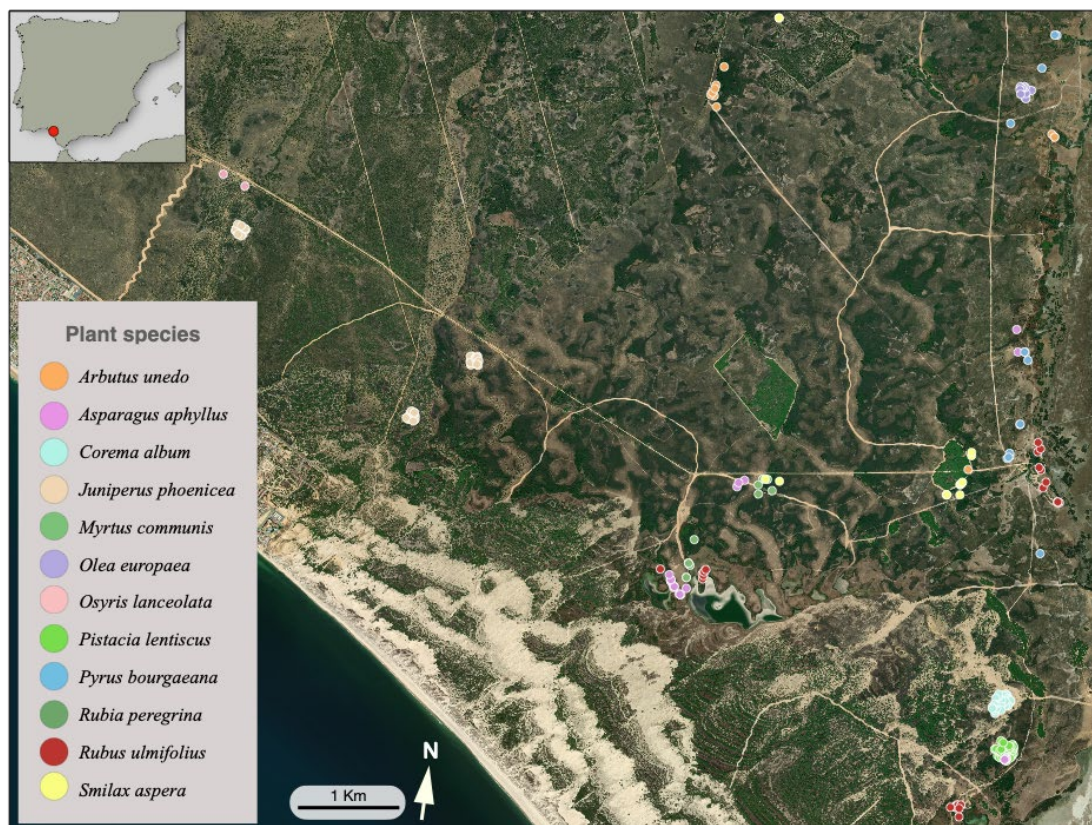 Plant species
Arbutus unedo
Asparagus aphyllus
Corema album
Juniperus phoenicea
Myrtus communis
Olea europaea
Osyris lanceolata
Pistacia lentiscus
Pyrus bourgaeana
Rubia peregrina
Rubus ulmifolius
Smilax aspera
1 Km
N